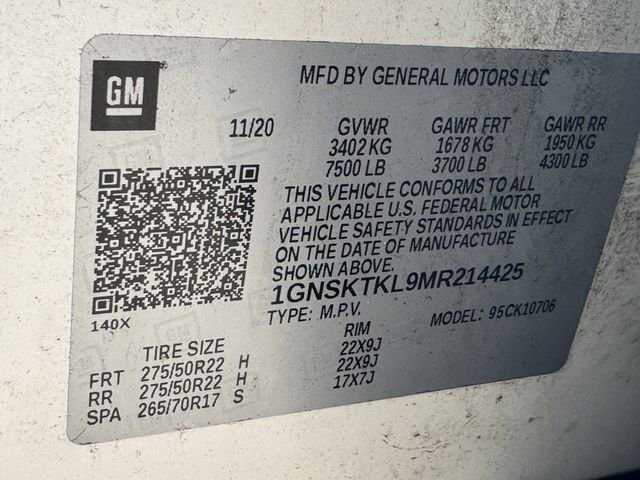 GM
MFD BY GENERAL MOTORS LLC
11/20 GVWR GAWR FRT GAWR RR
3402 KG 1678 KG 1950 KG
7500 LB 3700 LB 4300 LB
THIS VEHICLE CONFORMS TO ALL
APPLICABLE U.S. FEDERAL MOTOR
VEHICLE SAFETY STANDARDS IN EFFECT
ON THE DATE OF MANUFACTURE
SHOWN ABOVE.
1GNSKTKL9MR214425
140X
TYPE: M.P.V. MODEL: 95CK10706
TIRE SIZE RIM
FRT 275/50R22 H 22X9J
RR 275/50R22 H 22X9J
SPA 265/70R17 S 17X7J